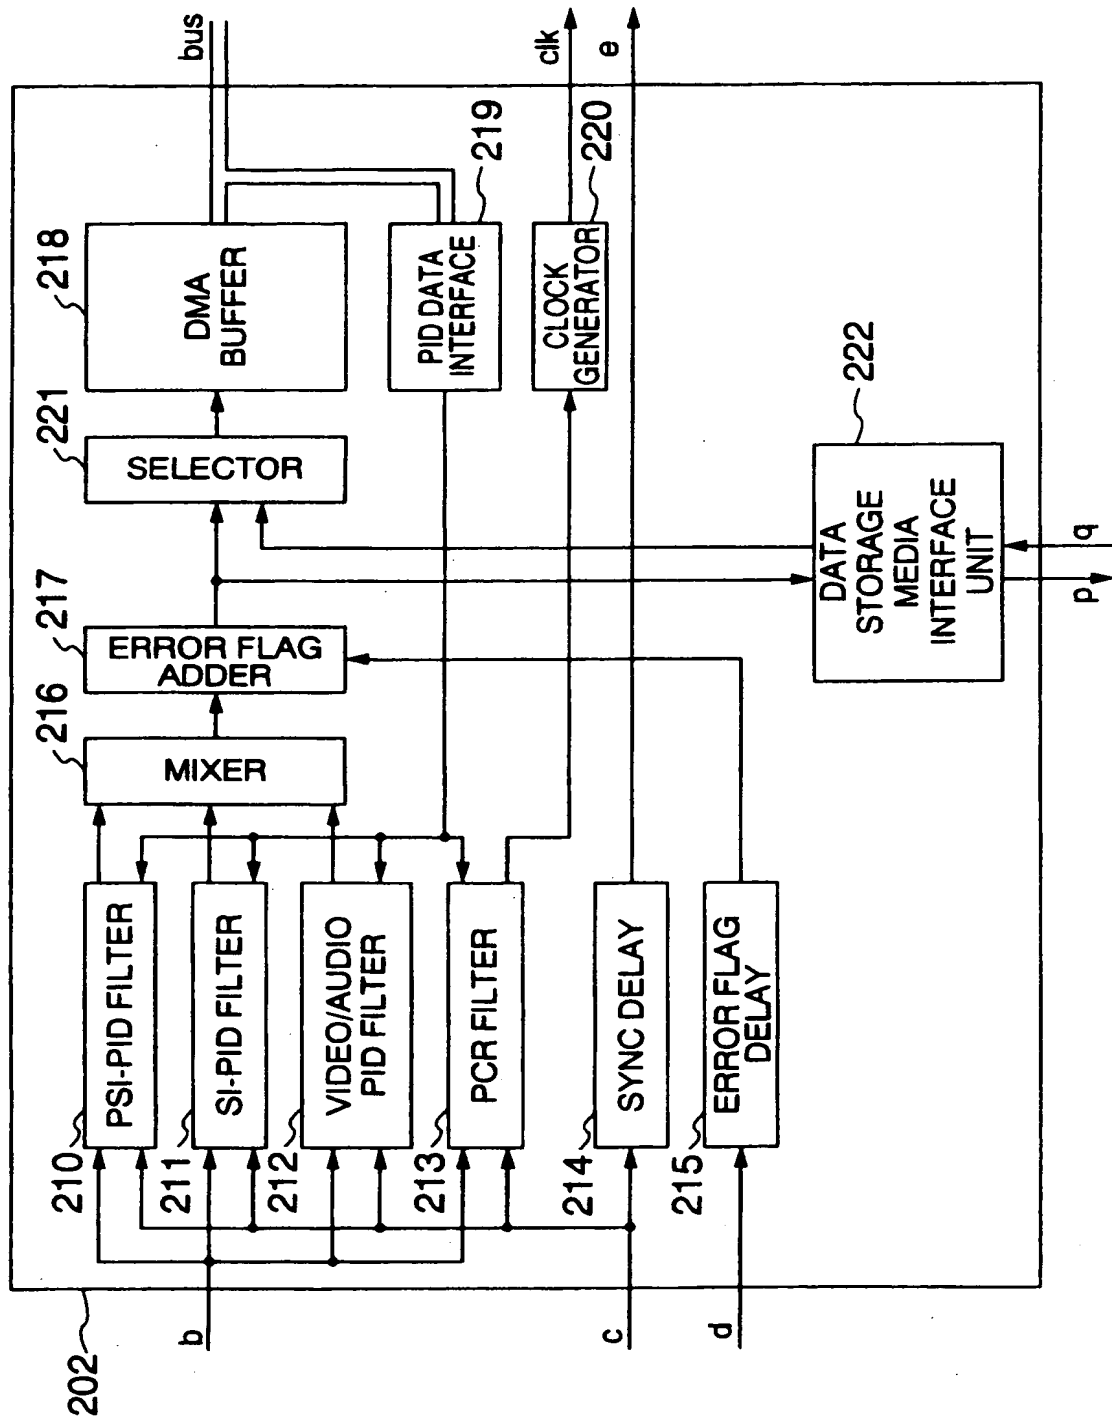 202
b
c
d
210
PSI-PID FILTER
211
SI-PID FILTER
212
VIDEO/AUDIO
PID FILTER
213
PCR FILTER
214
SYNC DELAY
215
ERROR FLAG
DELAY
216
MIXER
217
ERROR FLAG
ADDER
221
SELECTOR
218
DMA
BUFFER
219
PID DATA
INTERFACE
220
CLOCK
GENERATOR
222
DATA
STORAGE
MEDIA
INTERFACE
UNIT
bus
clk
e
p
q